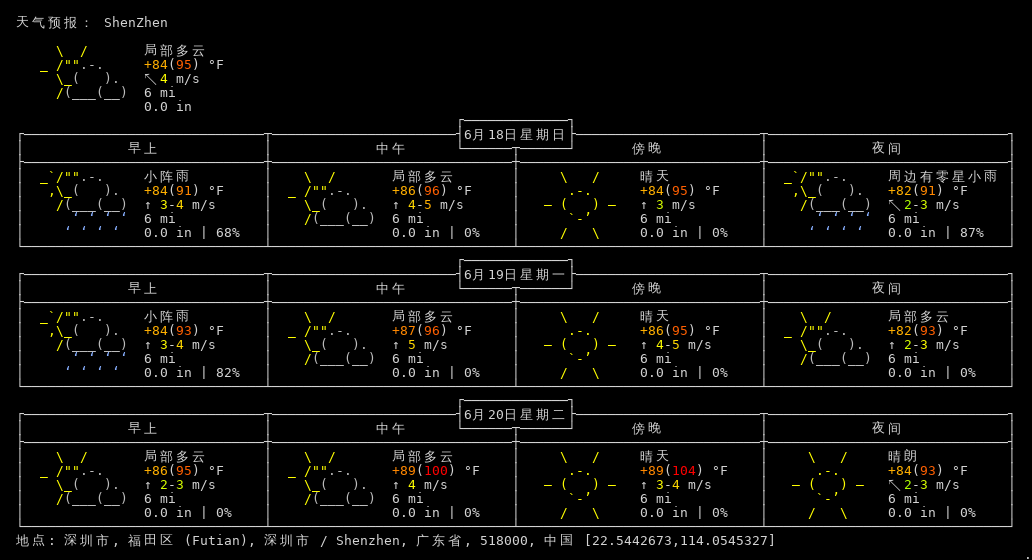 天气预报： ShenZhen
局部多云
+84(95) °F
↖ 4 m/s
6 mi
0.0 in
6月18日星期日
早上 中午 傍晚 夜间
小阵雨 局部多云 晴天 周边有零星小雨
+84(91) °F +86(96) °F +84(95) °F +82(91) °F
↑ 3-4 m/s ↑ 4-5 m/s ↑ 3 m/s ↖ 2-3 m/s
6 mi 6 mi 6 mi 6 mi
0.0 in | 68% 0.0 in | 0% 0.0 in | 0% 0.0 in | 87%
6月19日星期一
早上 中午 傍晚 夜间
小阵雨 局部多云 晴天 局部多云
+84(93) °F +87(96) °F +86(95) °F +82(93) °F
↑ 3-4 m/s ↑ 5 m/s ↑ 4-5 m/s ↑ 2-3 m/s
6 mi 6 mi 6 mi 6 mi
0.0 in | 82% 0.0 in | 0% 0.0 in | 0% 0.0 in | 0%
6月20日星期二
早上 中午 傍晚 夜间
局部多云 局部多云 晴天 晴朗
+86(95) °F +89(100) °F +89(104) °F +84(93) °F
↑ 2-3 m/s ↑ 4 m/s ↑ 3-4 m/s ↖ 2-3 m/s
6 mi 6 mi 6 mi 6 mi
0.0 in | 0% 0.0 in | 0% 0.0 in | 0% 0.0 in | 0%
地点: 深圳市, 福田区 (Futian), 深圳市 / Shenzhen, 广东省, 518000, 中国 [22.5442673,114.0545327]